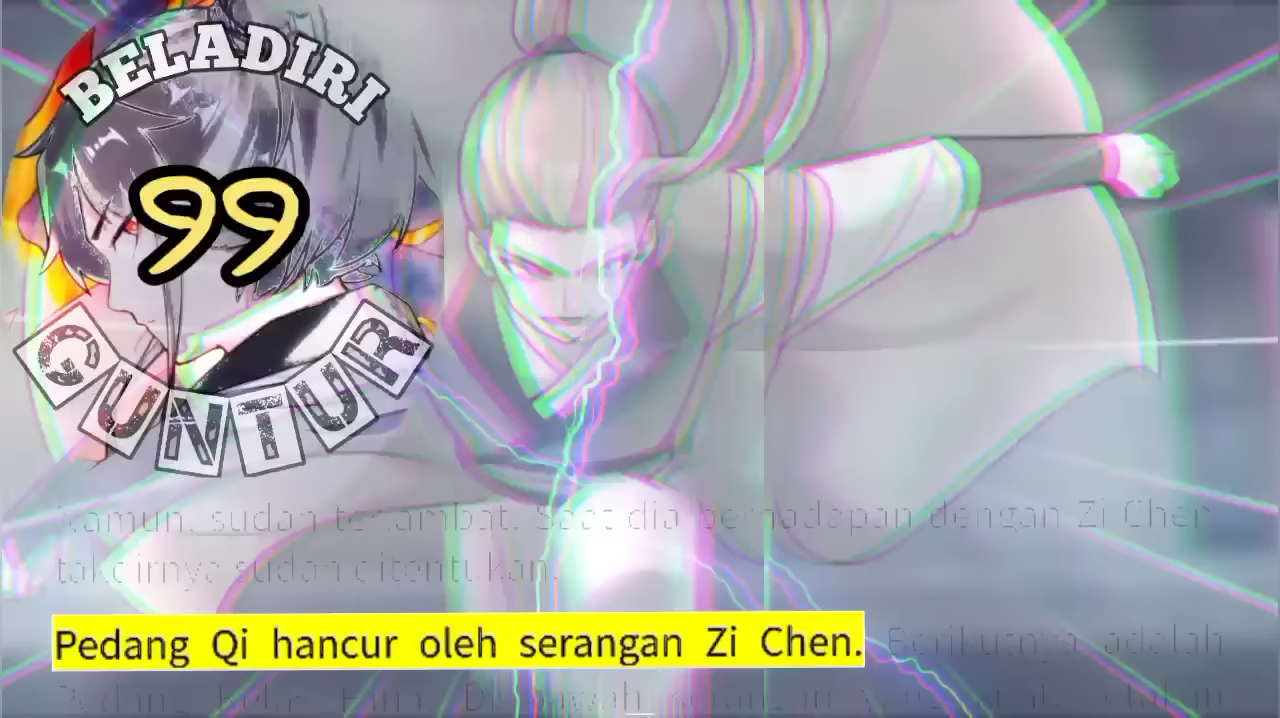 BELADIRI
99
GUNTUR
Namun, sudah terlambat. Saat dia berhadapan dengan Zi Chen
takdirnya sudah ditentukan.
Pedang Qi hancur oleh serangan Zi Chen. Berikutnya adalah